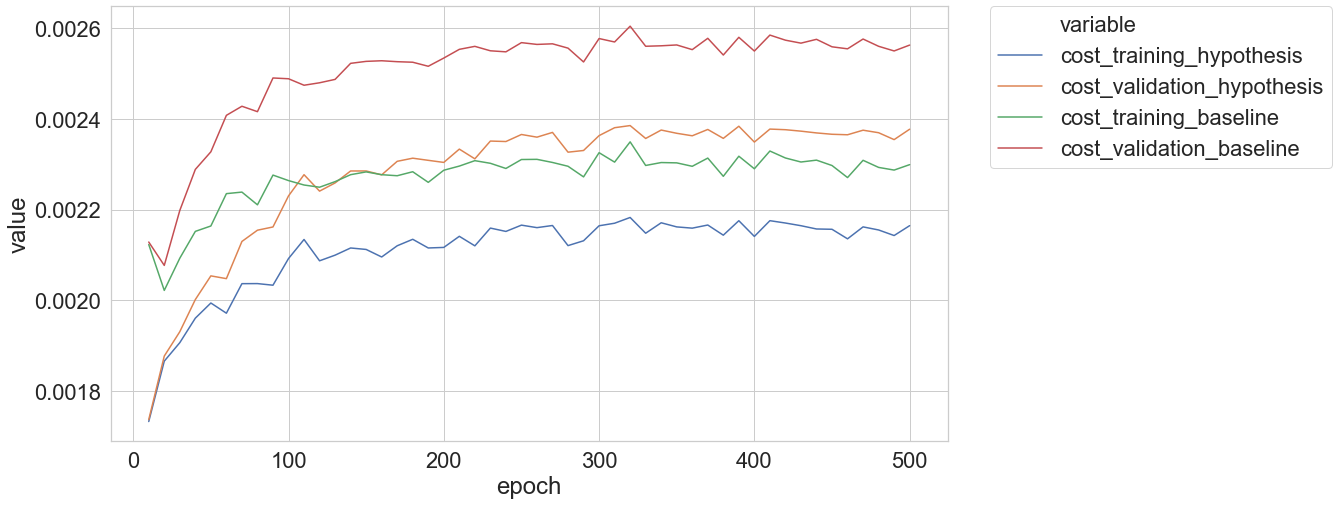 0.0026
0.0024
0.0022
0.0020
0.0018
value
0 100 200 300 400 500
epoch
variable
cost_training_hypothesis
cost_validation_hypothesis
cost_training_baseline
cost_validation_baseline